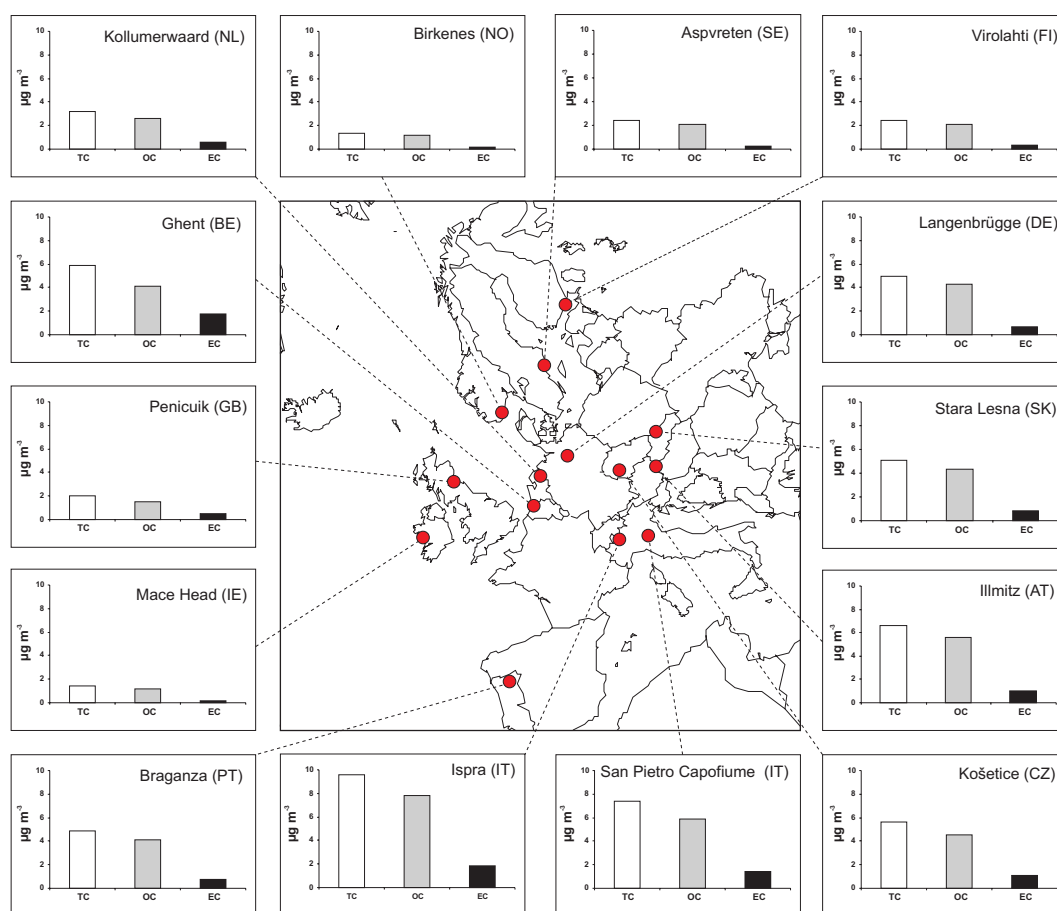 Kollumerwaard (NL)
µg m-3
10
8
6
4
2
0
TC OC EC
Birkenes (NO)
µg m-3
10
8
6
4
2
0
TC OC EC
Aspvreten (SE)
µg m-3
10
8
6
4
2
0
TC OC EC
Virolahti (FI)
µg m-3
10
8
6
4
2
0
TC OC EC
Ghent (BE)
µg m-3
10
8
6
4
2
0
TC OC EC
Langenbrügge (DE)
µg m-3
10
8
6
4
2
0
TC OC EC
Penicuik (GB)
µg m-3
10
8
6
4
2
0
TC OC EC
Stara Lesna (SK)
µg m-3
10
8
6
4
2
0
TC OC EC
Mace Head (IE)
µg m-3
10
8
6
4
2
0
TC OC EC
Illmitz (AT)
µg m-3
10
8
6
4
2
0
TC OC EC
Braganza (PT)
µg m-3
10
8
6
4
2
0
TC OC EC
Ispra (IT)
µg m-3
10
8
6
4
2
0
TC OC EC
San Pietro Capofiume (IT)
µg m-3
10
8
6
4
2
0
TC OC EC
Košetice (CZ)
µg m-3
10
8
6
4
2
0
TC OC EC